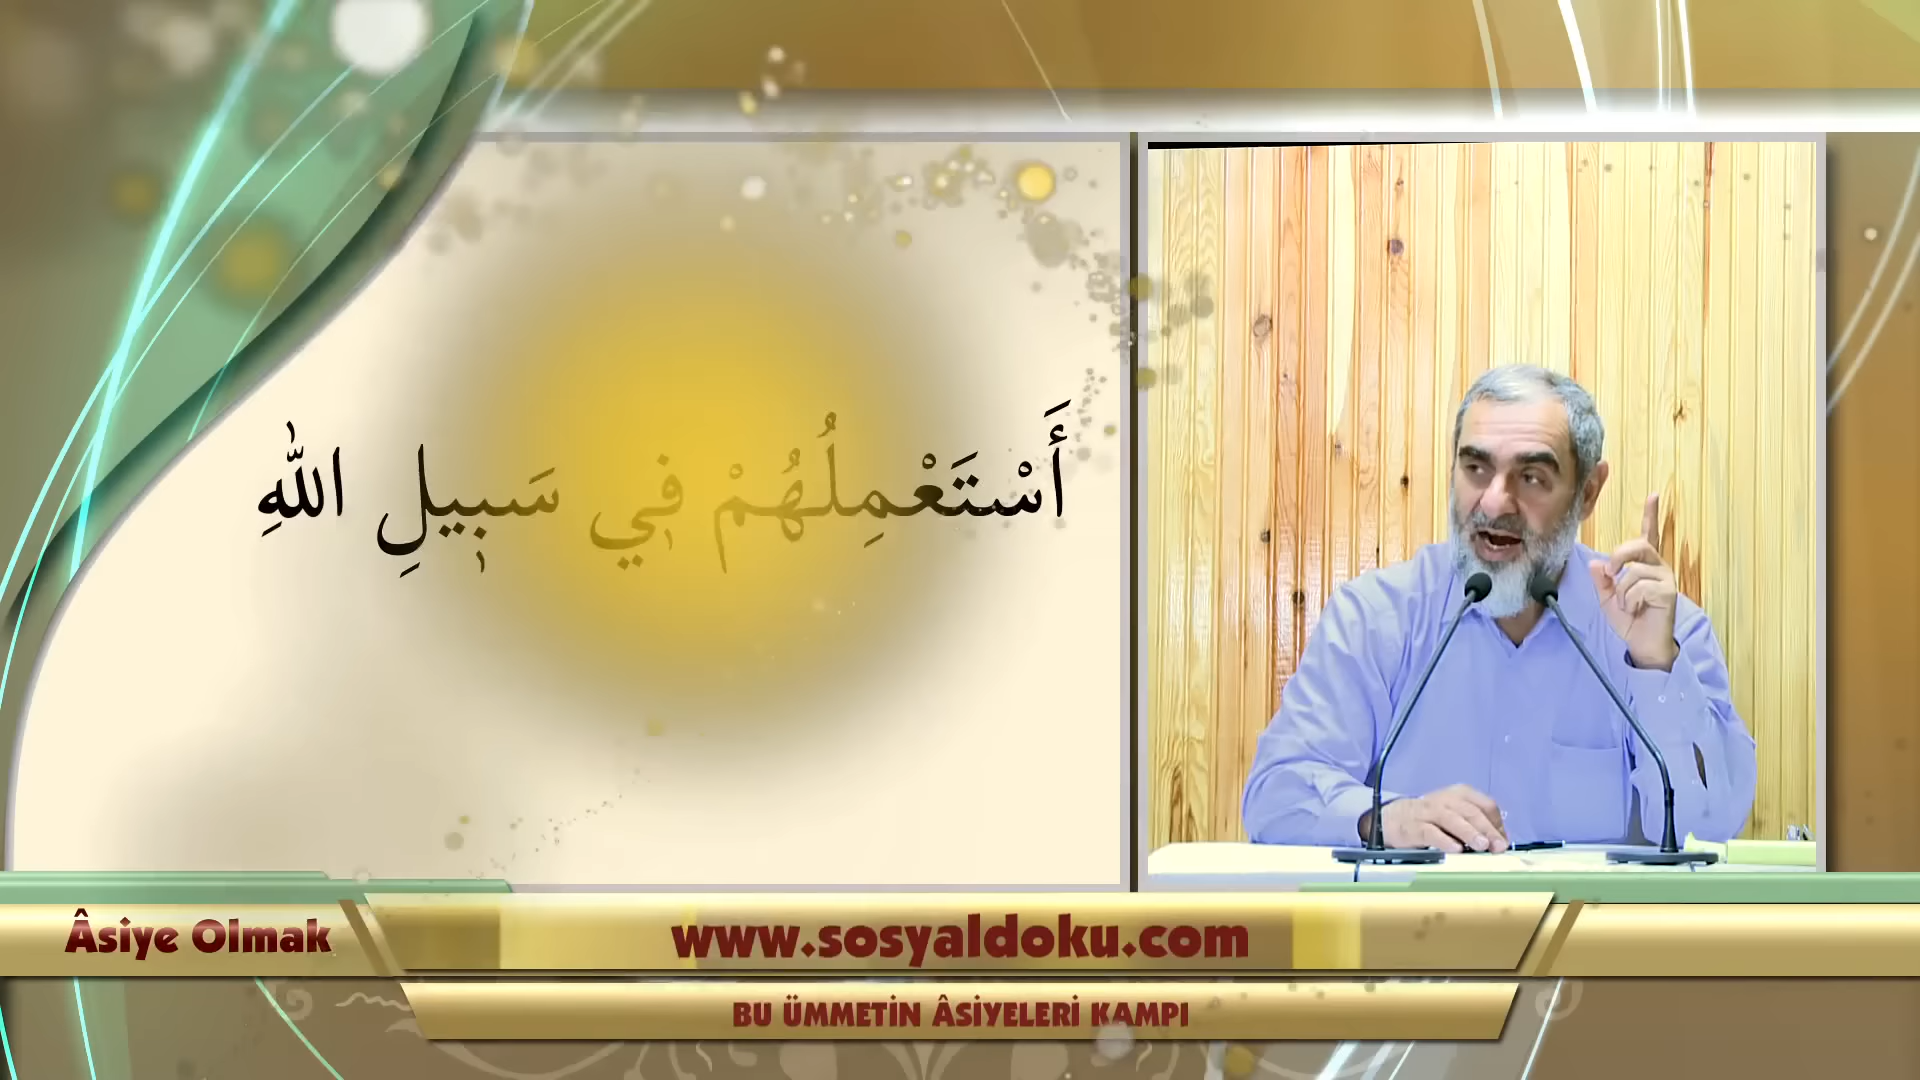 أَسْتَعْمِلُهُمْ فِي سَبِيلِ اللّٰهِ
Âsiye Olmak
www.sosyaldoku.com
BU ÜMMETİN ÂSİYELERİ KAMPI